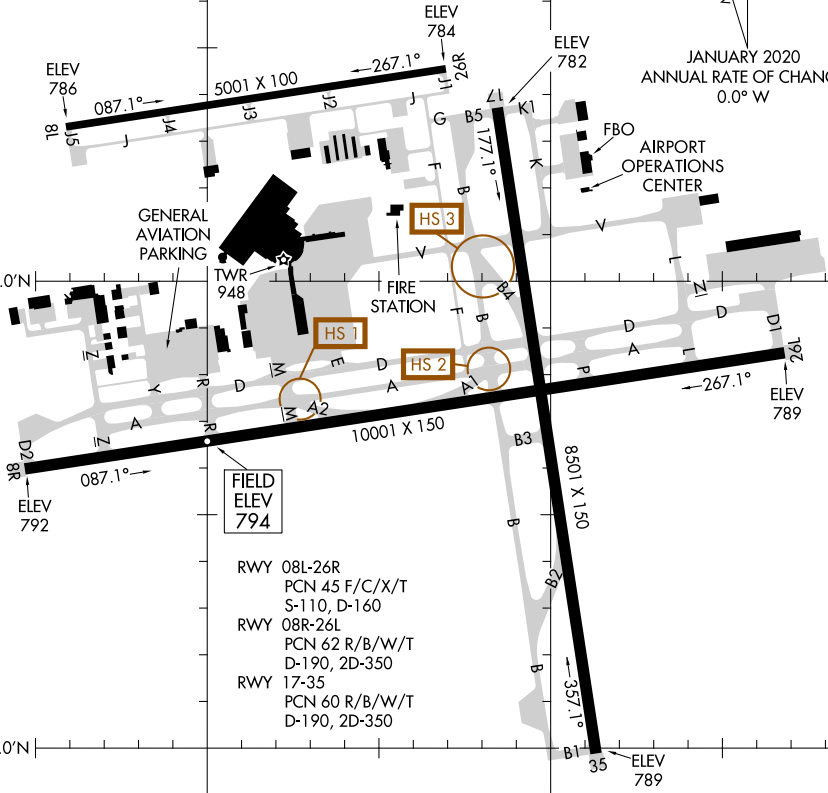 ELEV
784
ELEV
786
ELEV
782
JANUARY 2020
ANNUAL RATE OF CHAN
0.0° W
267.1°
26R
5001 X 100
087.1°
8L
J5
J
J4
J3
J2
J
J1
G
B5
17
K1
177.1°
K
F
B
FBO
AIRPORT
OPERATIONS
CENTER
GENERAL
AVIATION
PARKING
HS 3
V
V
TWR
948
FIRE
STATION
.0'N
B4
L
N
F
B
HS 1
HS 2
D
D
D1
26L
Z
M
E
D
A
P
A
L
Y
R
D
A
A1
267.1°
ELEV
789
M
A2
A
R
Z
10001 X 150
D2
8R
087.1°
B3
8501 X 150
ELEV
792
FIELD
ELEV
794
B
RWY 08L-26R
PCN 45 F/C/X/T
S-110, D-160
RWY 08R-26L
PCN 62 R/B/W/T
D-190, 2D-350
RWY 17-35
PCN 60 R/B/W/T
D-190, 2D-350
B2
B
357.1°
.0'N
B1
35
ELEV
789